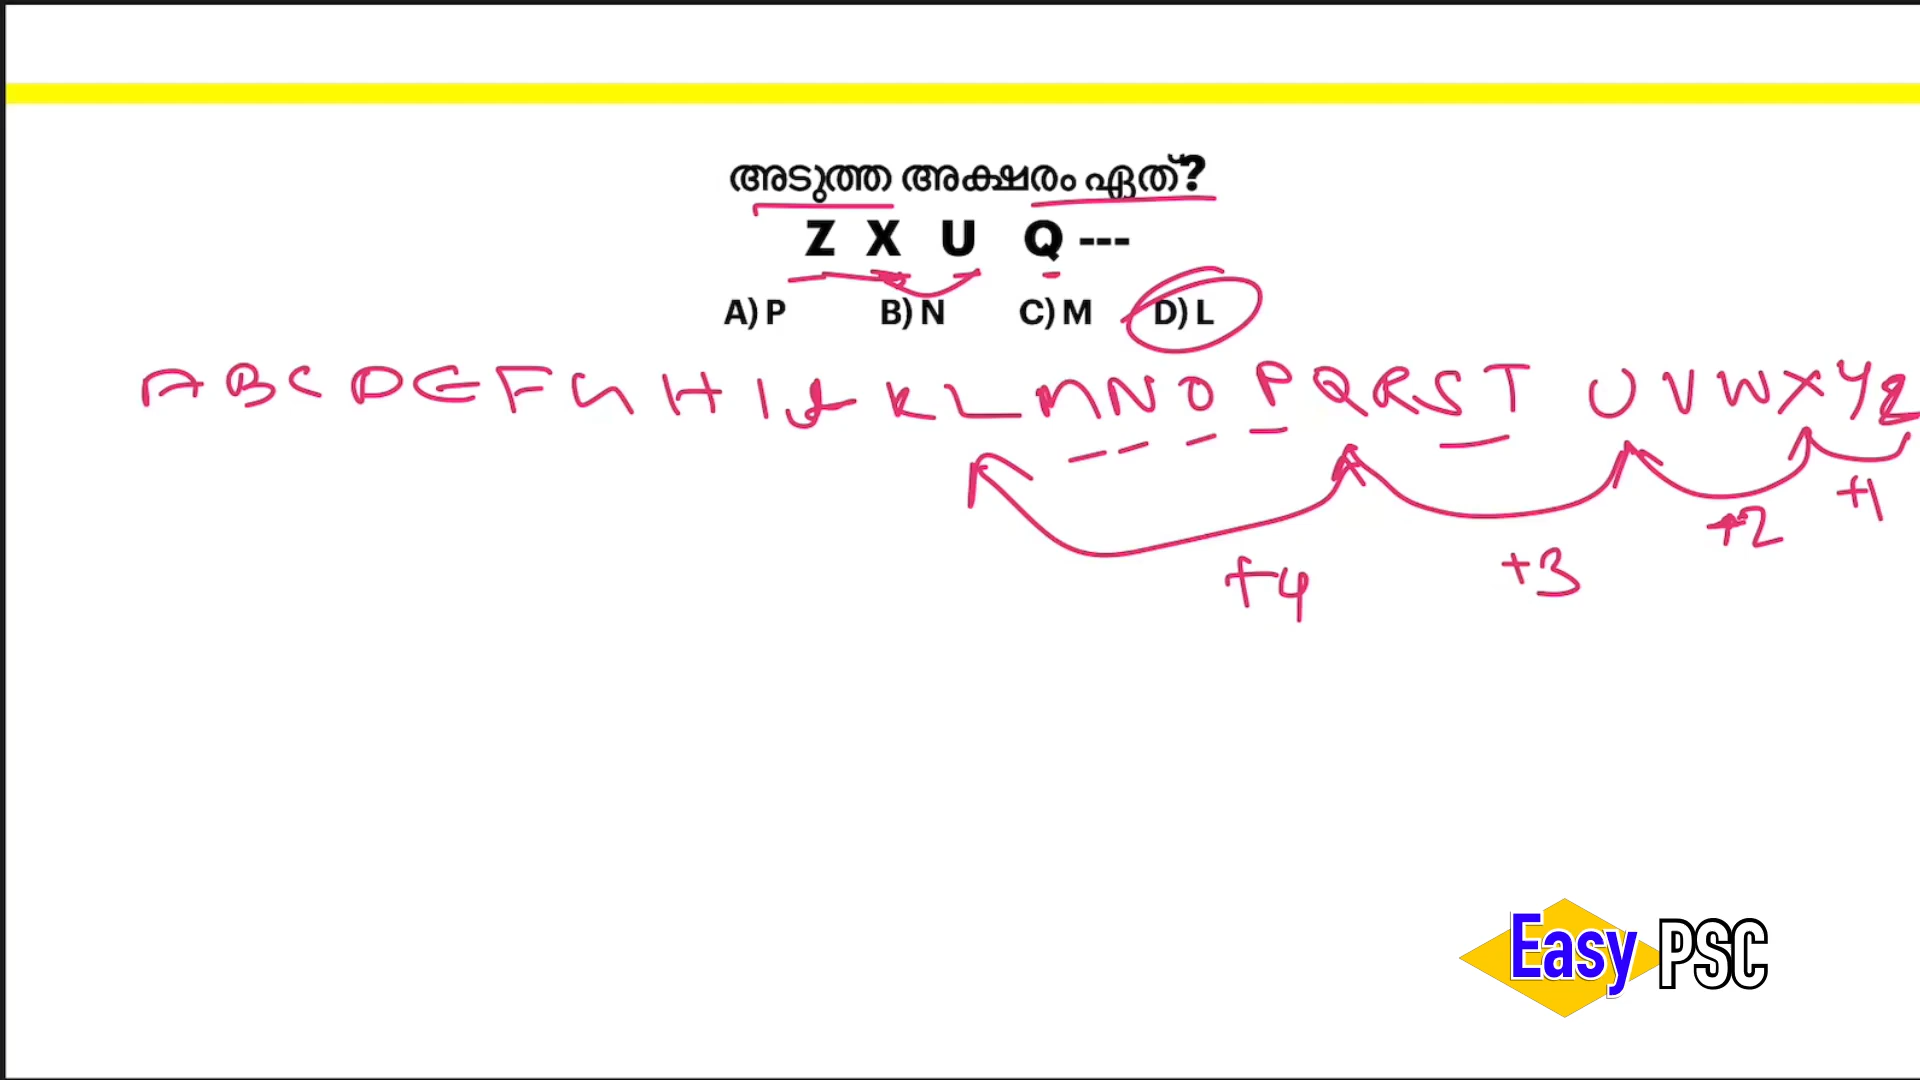 അടുത്ത അക്ഷരം ഏത്?
Z X U Q ---
A) P B) N C) M D) L
A B C D E F G H I J K L M N O P Q R S T U V W X Y Z
+1
+2
+3
+4
Easy PSC